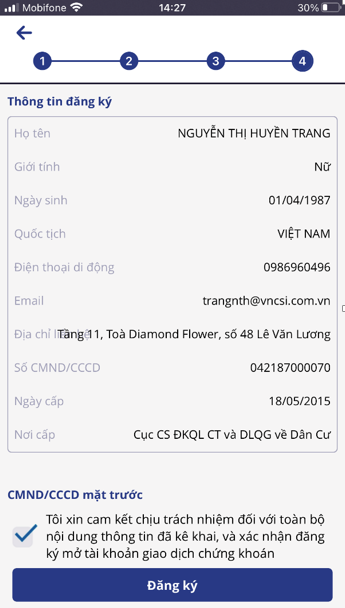 Mobifone 14:27 30%
1 2 3 4
Thông tin đăng ký
Họ tên NGUYỄN THỊ HUYỀN TRANG
Giới tính Nữ
Ngày sinh 01/04/1987
Quốc tịch VIỆT NAM
Điện thoại di động 0986960496
Email trangnth@vncsi.com.vn
Địa chỉ Tầng 11, Toà Diamond Flower, số 48 Lê Văn Lương
Số CMND/CCCD 042187000070
Ngày cấp 18/05/2015
Nơi cấp Cục CS ĐKQL CT và DLQG về Dân Cư
CMND/CCCD mặt trước
Tôi xin cam kết chịu trách nhiệm đối với toàn bộ
nội dung thông tin đã kê khai, và xác nhận đăng
ký mở tài khoản giao dịch chứng khoán
Đăng ký